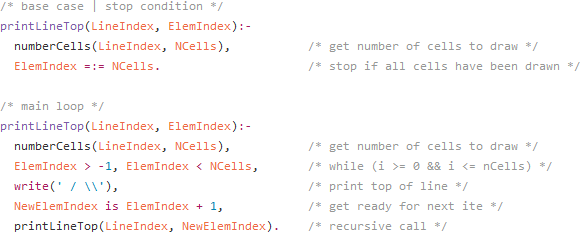 /* base case | stop condition */
printLineTop(LineIndex, ElemIndex):-
numberCells(LineIndex, NCells), /* get number of cells to draw */
ElemIndex =:= NCells. /* stop if all cells have been drawn */
/* main loop */
printLineTop(LineIndex, ElemIndex):-
numberCells(LineIndex, NCells), /* get number of cells to draw */
ElemIndex > -1, ElemIndex < NCells, /* while (i >= 0 && i <= nCells) */
write(' / \\'), /* print top of line */
NewElemIndex is ElemIndex + 1, /* get ready for next ite */
printLineTop(LineIndex, NewElemIndex). /* recursive call */